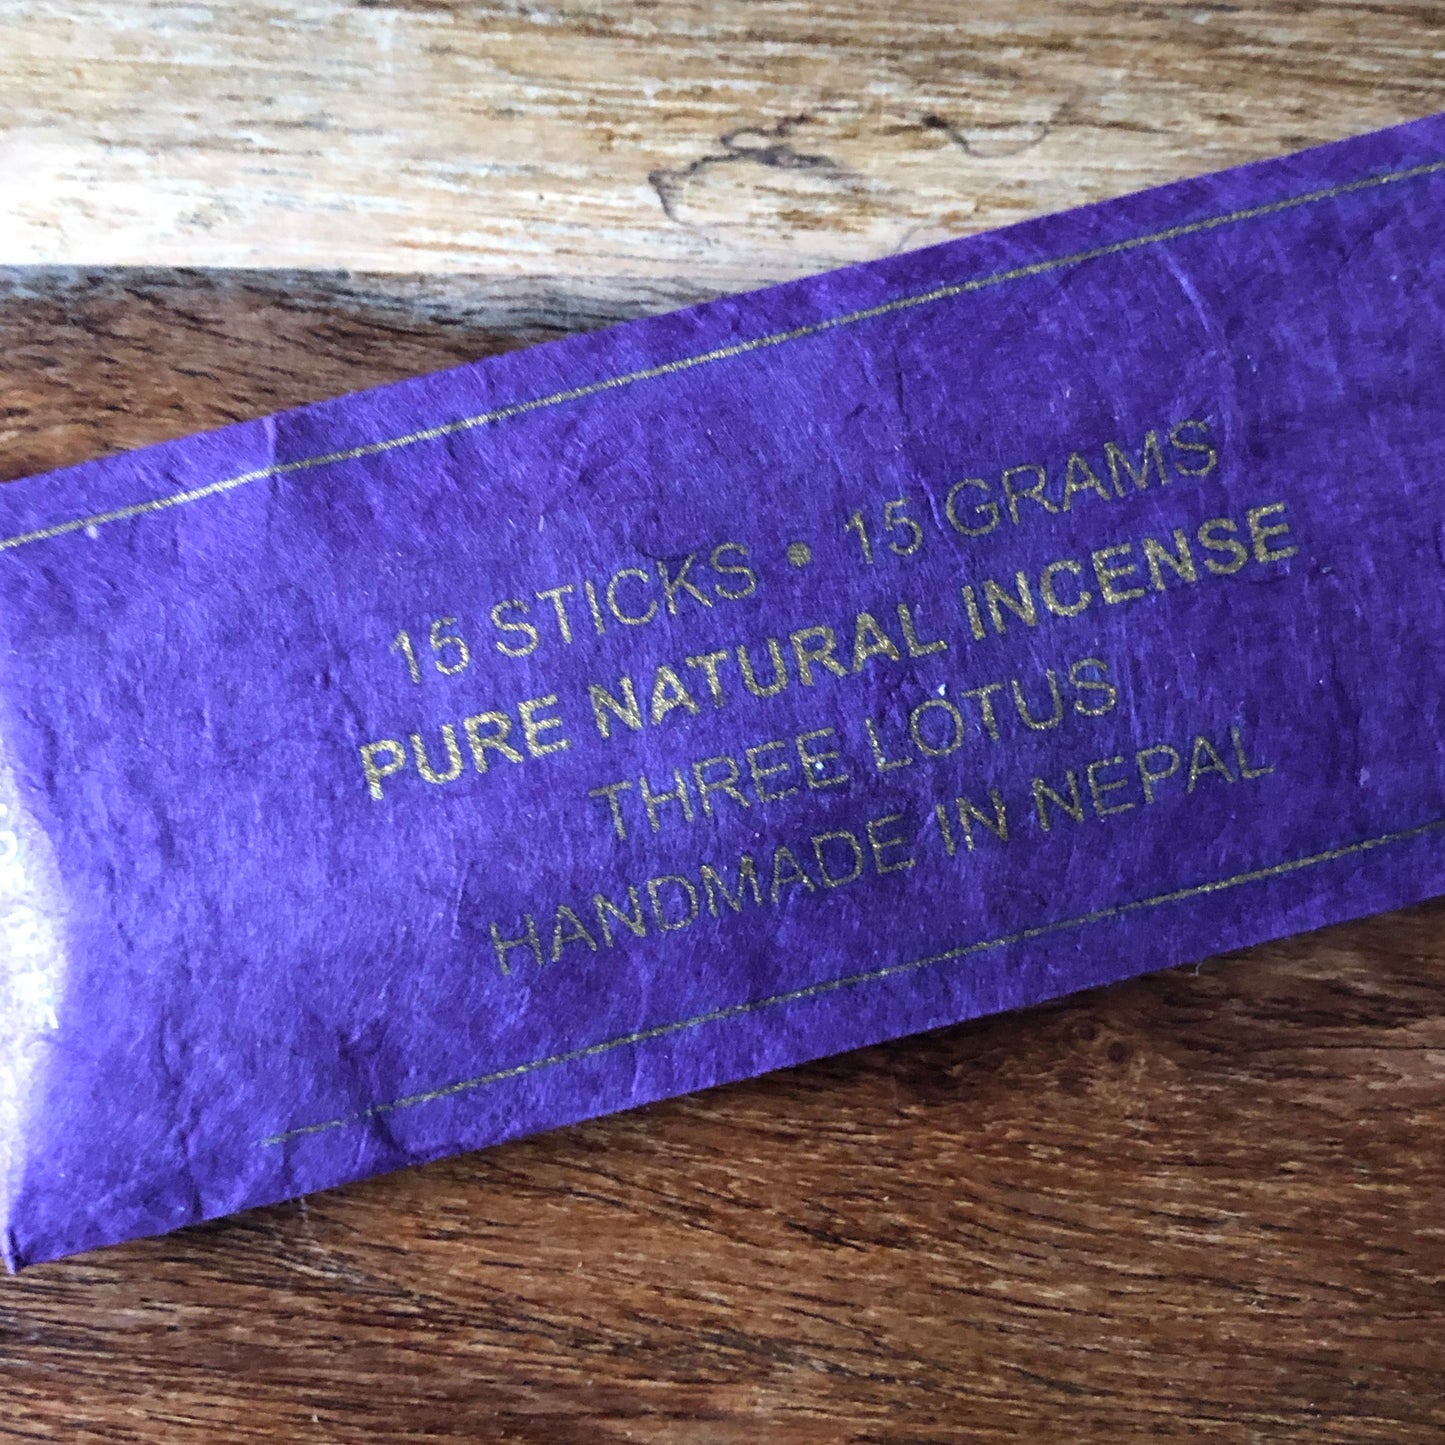 15 STICKS • 15 GRAMS
PURE NATURAL INCENSE
THREE LOTUS
HANDMADE IN NEPAL